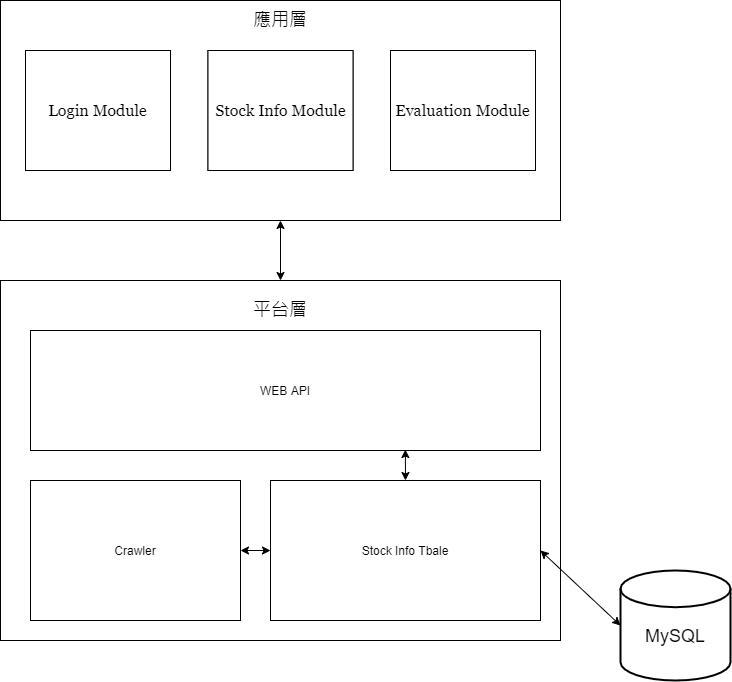 應用層
Login Module
Stock Info Module
Evaluation Module
平台層
WEB API
Crawler
Stock Info Tbale
MySQL